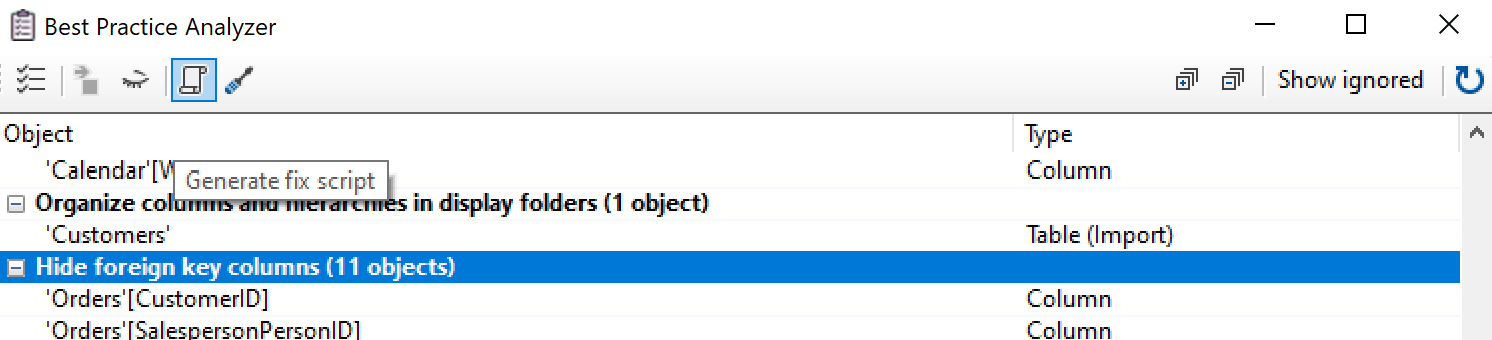 Best Practice Analyzer
Show ignored
Object Type
'Calendar'[W Column
Generate fix script
Organize columns and hierarchies in display folders (1 object)
'Customers' Table (Import)
Hide foreign key columns (11 objects)
'Orders'[CustomerID] Column
'Orders'[SalespersonPersonID] Column